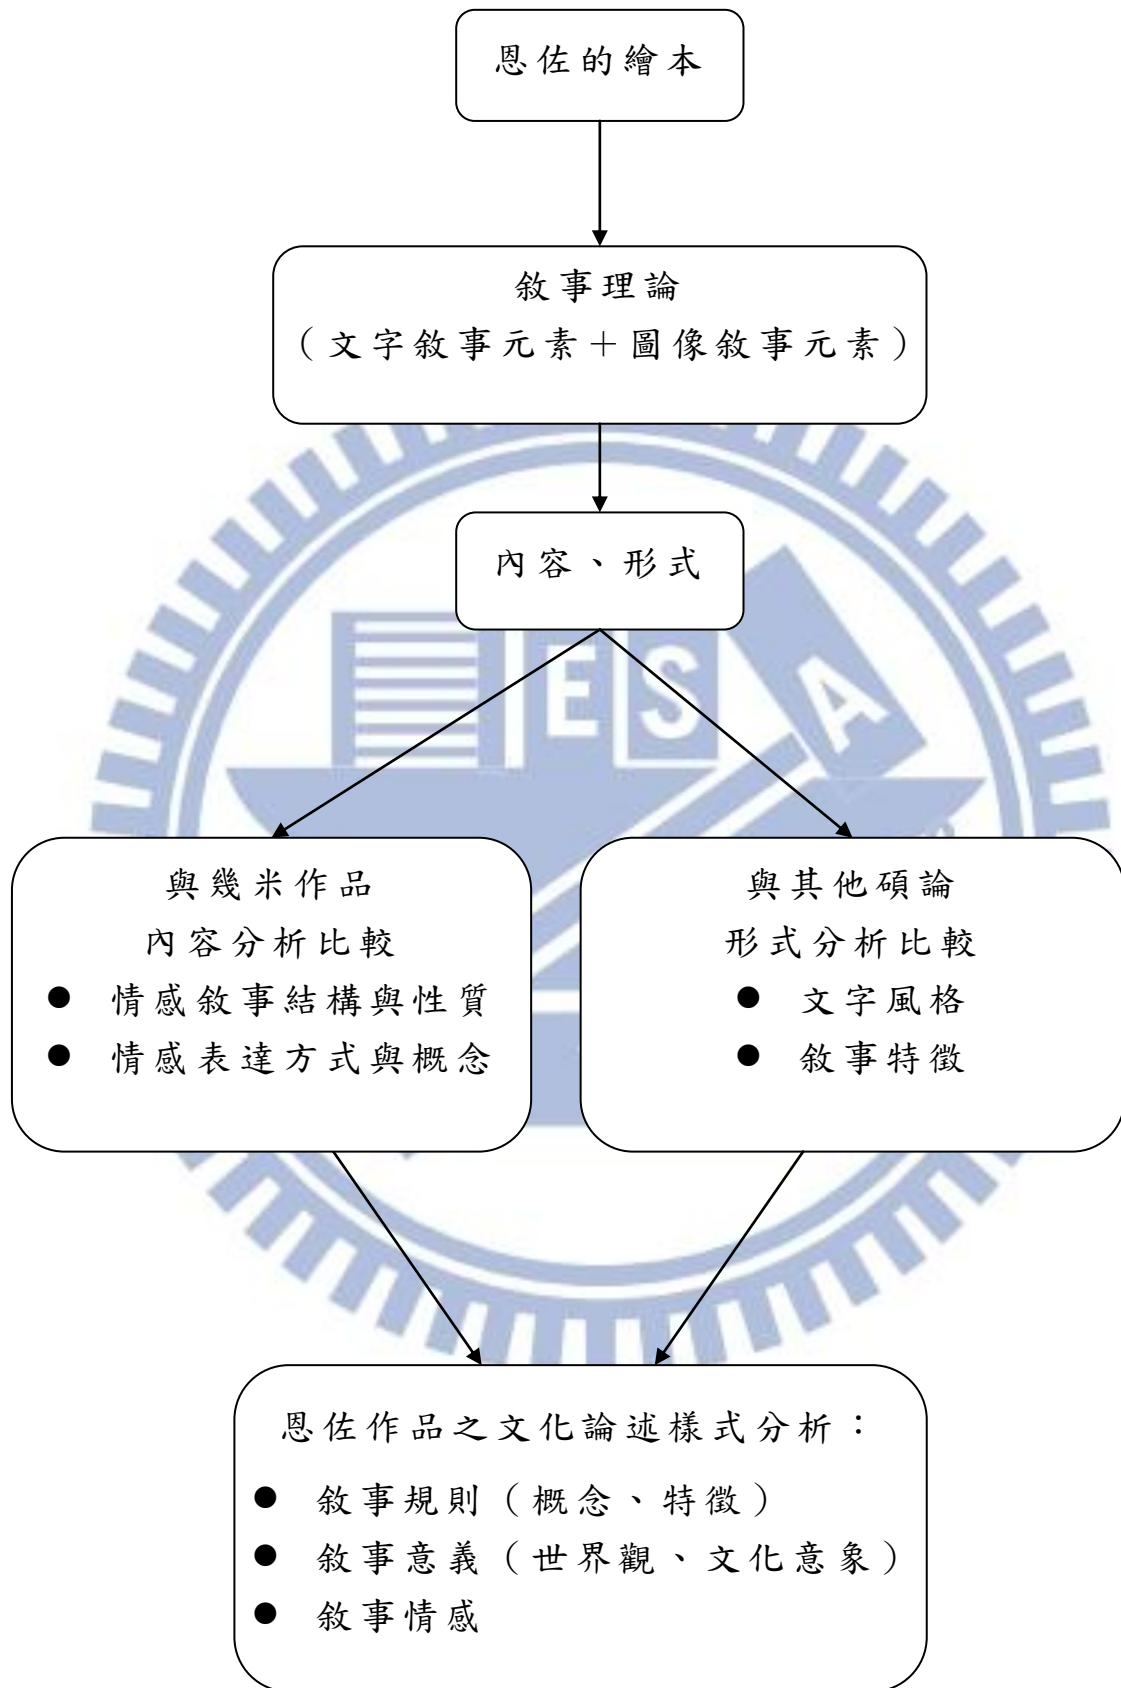 恩佐的繪本
敘事理論
（文字敘事元素＋圖像敘事元素）
內容、形式
ESA
與幾米作品
內容分析比較
● 情感敘事結構與性質
● 情感表達方式與概念
與其他碩論
形式分析比較
● 文字風格
● 敘事特徵
恩佐作品之文化論述樣式分析：
● 敘事規則（概念、特徵）
● 敘事意義（世界觀、文化意象）
● 敘事情感